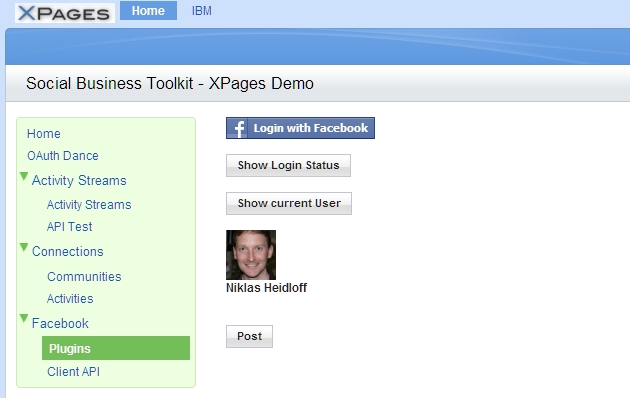 XPAGES Home IBM
Social Business Toolkit - XPages Demo
Home
OAuth Dance
Activity Streams
Activity Streams
API Test
Connections
Communities
Activities
Facebook
Plugins
Client API
f Login with Facebook
Show Login Status
Show current User
Niklas Heidloff
Post